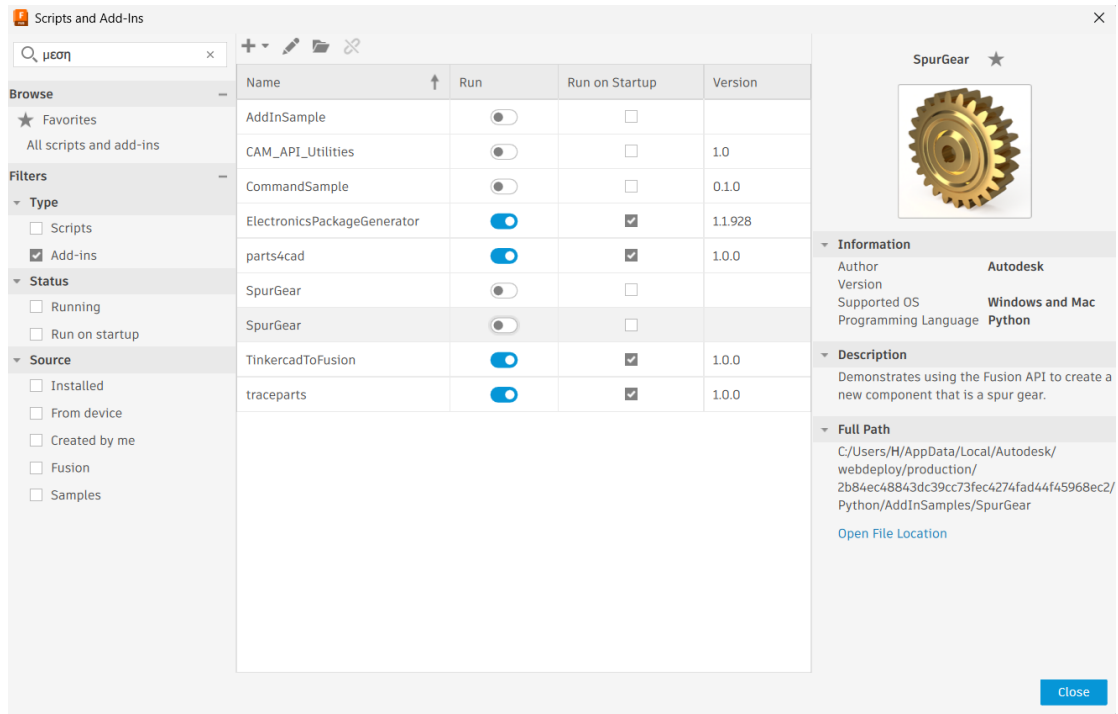 Scripts and Add-Ins
μεση
Browse
Favorites
All scripts and add-ins
Filters
Type
Scripts
Add-ins
Status
Running
Run on startup
Source
Installed
From device
Created by me
Fusion
Samples
Name Run Run on Startup Version
AddInSample
CAM_API_Utilities 1.0
CommandSample 0.1.0
ElectronicsPackageGenerator 1.1.928
parts4cad 1.0.0
SpurGear
SpurGear
TinkercadToFusion 1.0.0
traceparts 1.0.0
SpurGear
Information
Author Autodesk
Version
Supported OS Windows and Mac
Programming Language Python
Description
Demonstrates using the Fusion API to create a
new component that is a spur gear.
Full Path
C:/Users/H/AppData/Local/Autodesk/
webdeploy/production/
2b84ec48843dc39cc73fec4274fad44f45968ec2/
Python/AddInSamples/SpurGear
Open File Location
Close